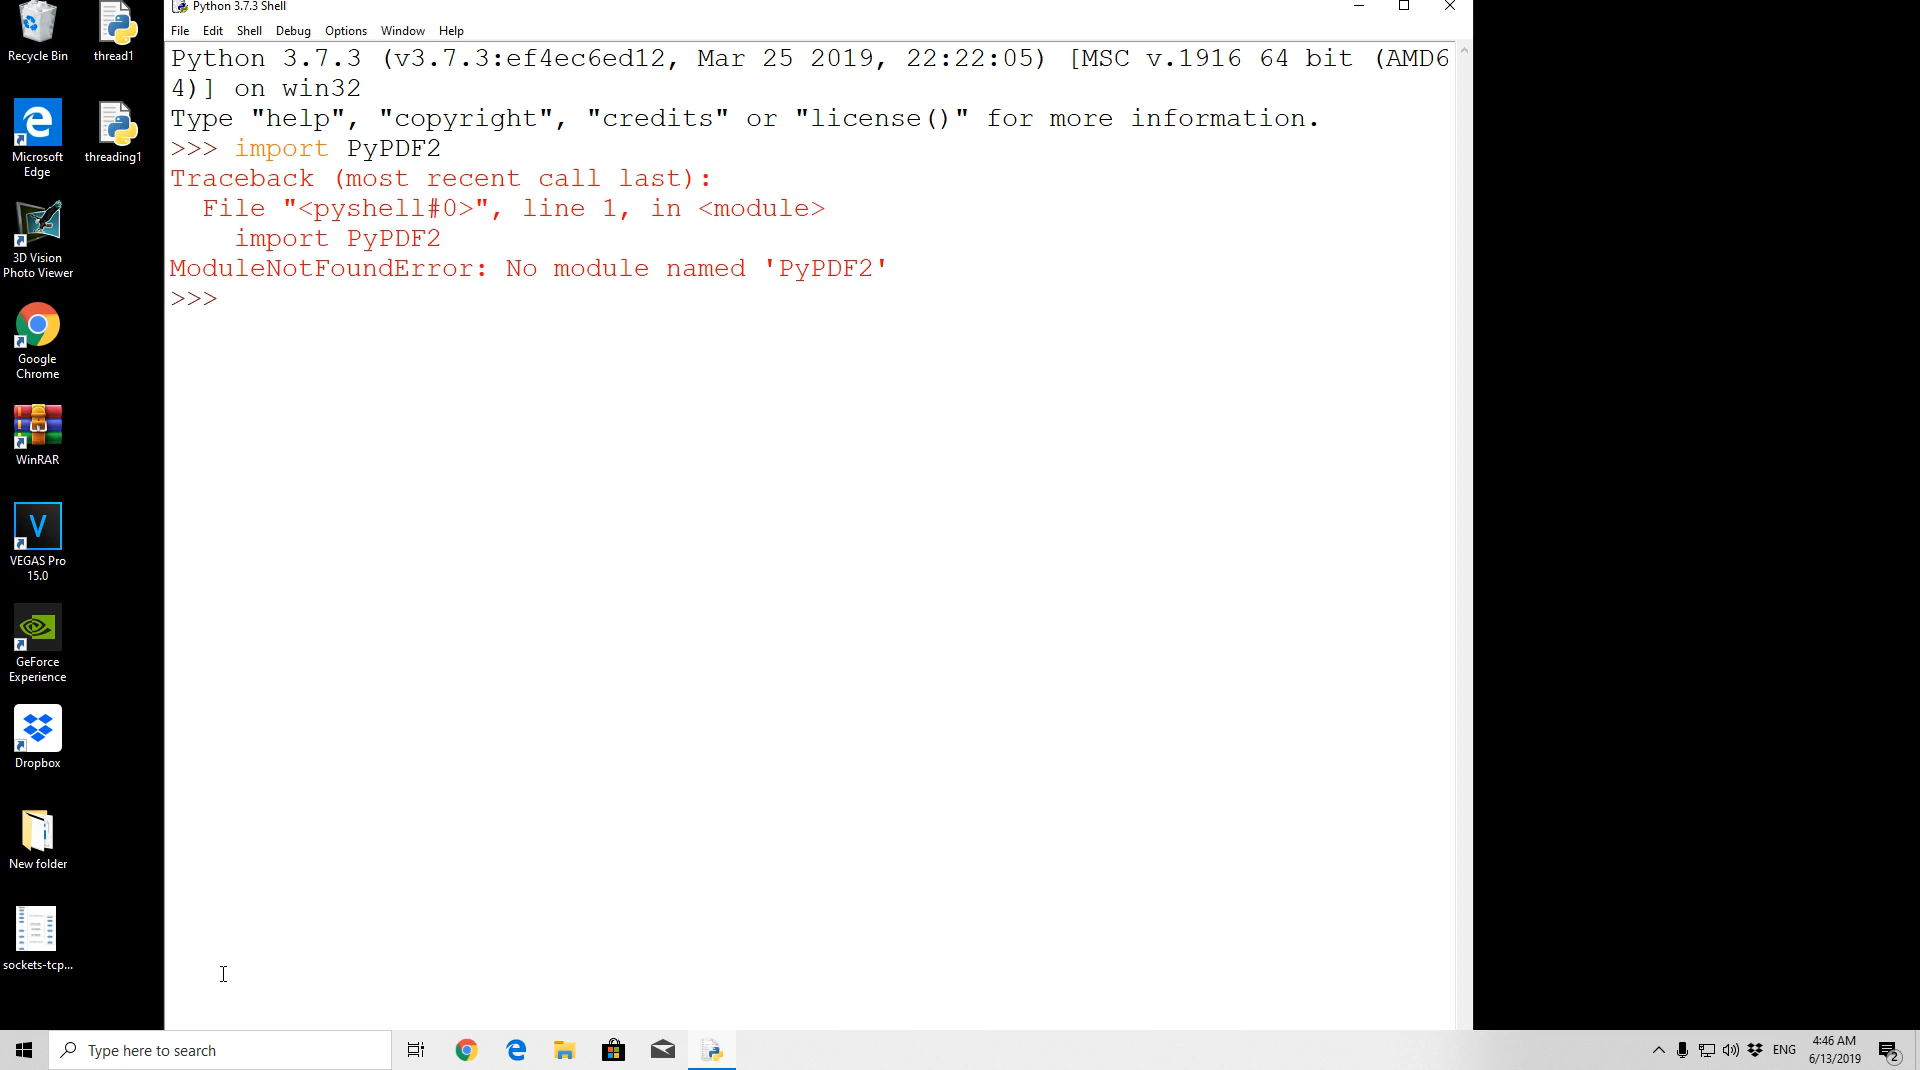 Python 3.7.3 Shell
File Edit Shell Debug Options Window Help
Python 3.7.3 (v3.7.3:ef4ec6ed12, Mar 25 2019, 22:22:05) [MSC v.1916 64 bit (AMD6
4)] on win32
Type "help", "copyright", "credits" or "license()" for more information.
>>> import PyPDF2
Traceback (most recent call last):
  File "<pyshell#0>", line 1, in <module>
    import PyPDF2
ModuleNotFoundError: No module named 'PyPDF2'
>>>
Recycle Bin
thread1
Microsoft
Edge
threading1
3D Vision
Photo Viewer
Google
Chrome
WinRAR
VEGAS Pro
15.0
GeForce
Experience
Dropbox
New folder
sockets-tcp...
Type here to search
ENG
4:46 AM
6/13/2019
2